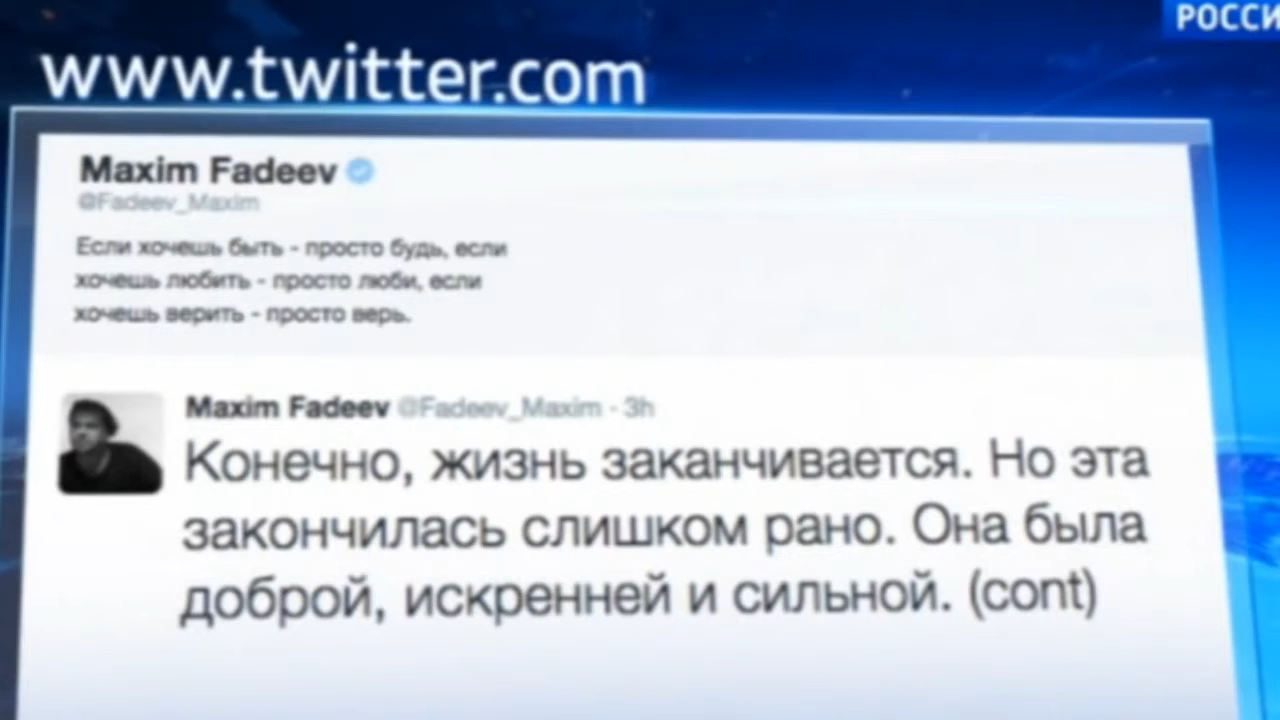 РОССИ
www.twitter.com
Maxim Fadeev
@Fadeev_Maxim
Если хочешь быть - просто будь, если
хочешь любить - просто люби, если
хочешь верить - просто верь.
Maxim Fadeev @Fadeev_Maxim · 3h
Конечно, жизнь заканчивается. Но эта
закончилась слишком рано. Она была
доброй, искренней и сильной. (cont)